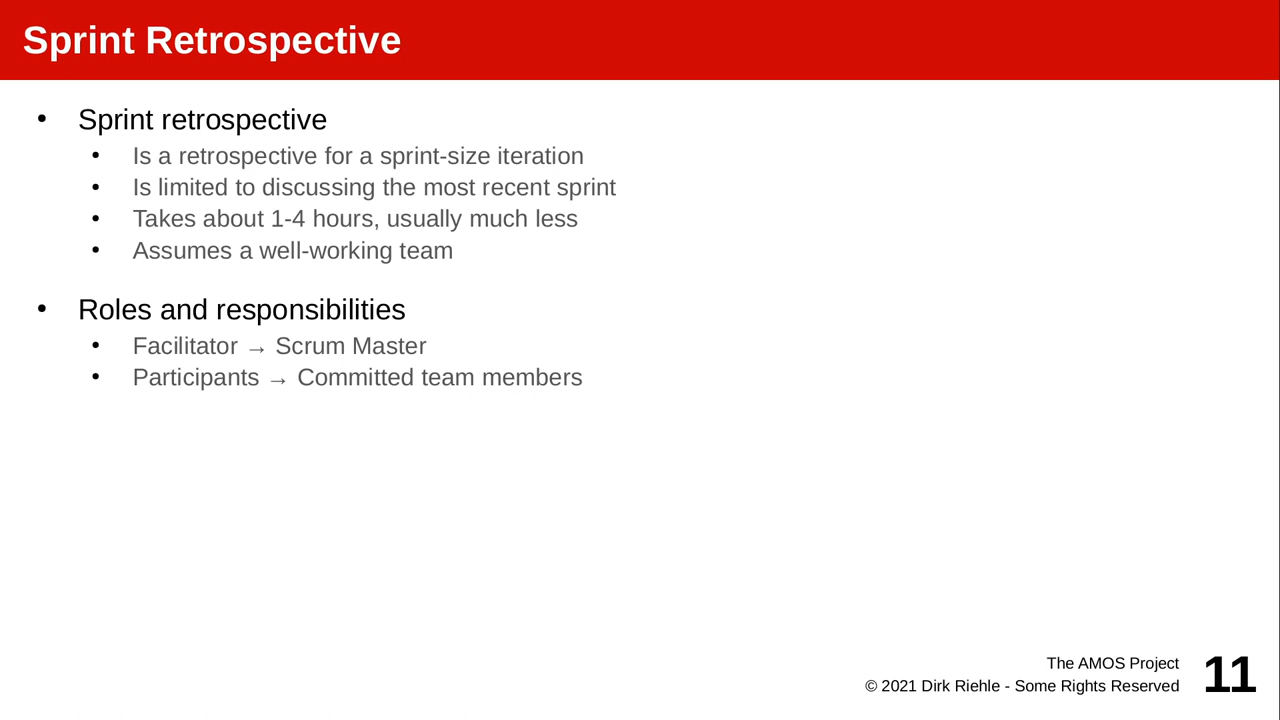 Sprint Retrospective
• Sprint retrospective
• Is a retrospective for a sprint-size iteration
• Is limited to discussing the most recent sprint
• Takes about 1-4 hours, usually much less
• Assumes a well-working team
• Roles and responsibilities
• Facilitator → Scrum Master
• Participants → Committed team members
The AMOS Project
© 2021 Dirk Riehle - Some Rights Reserved
11